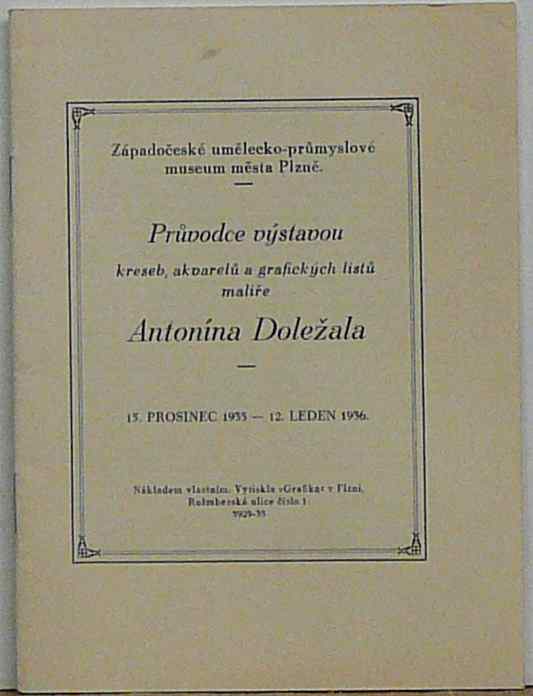 Západočeské umělecko-průmyslové
museum města Plzně.
Průvodce výstavou
kreseb, akvarelů a grafických listů
malíře
Antonína Doležala
15. PROSINEC 1935 — 12. LEDEN 1936.
Nákladem vlastním. Vytiskla »Grafika« v Plzni,
Rožmberská ulice číslo 1